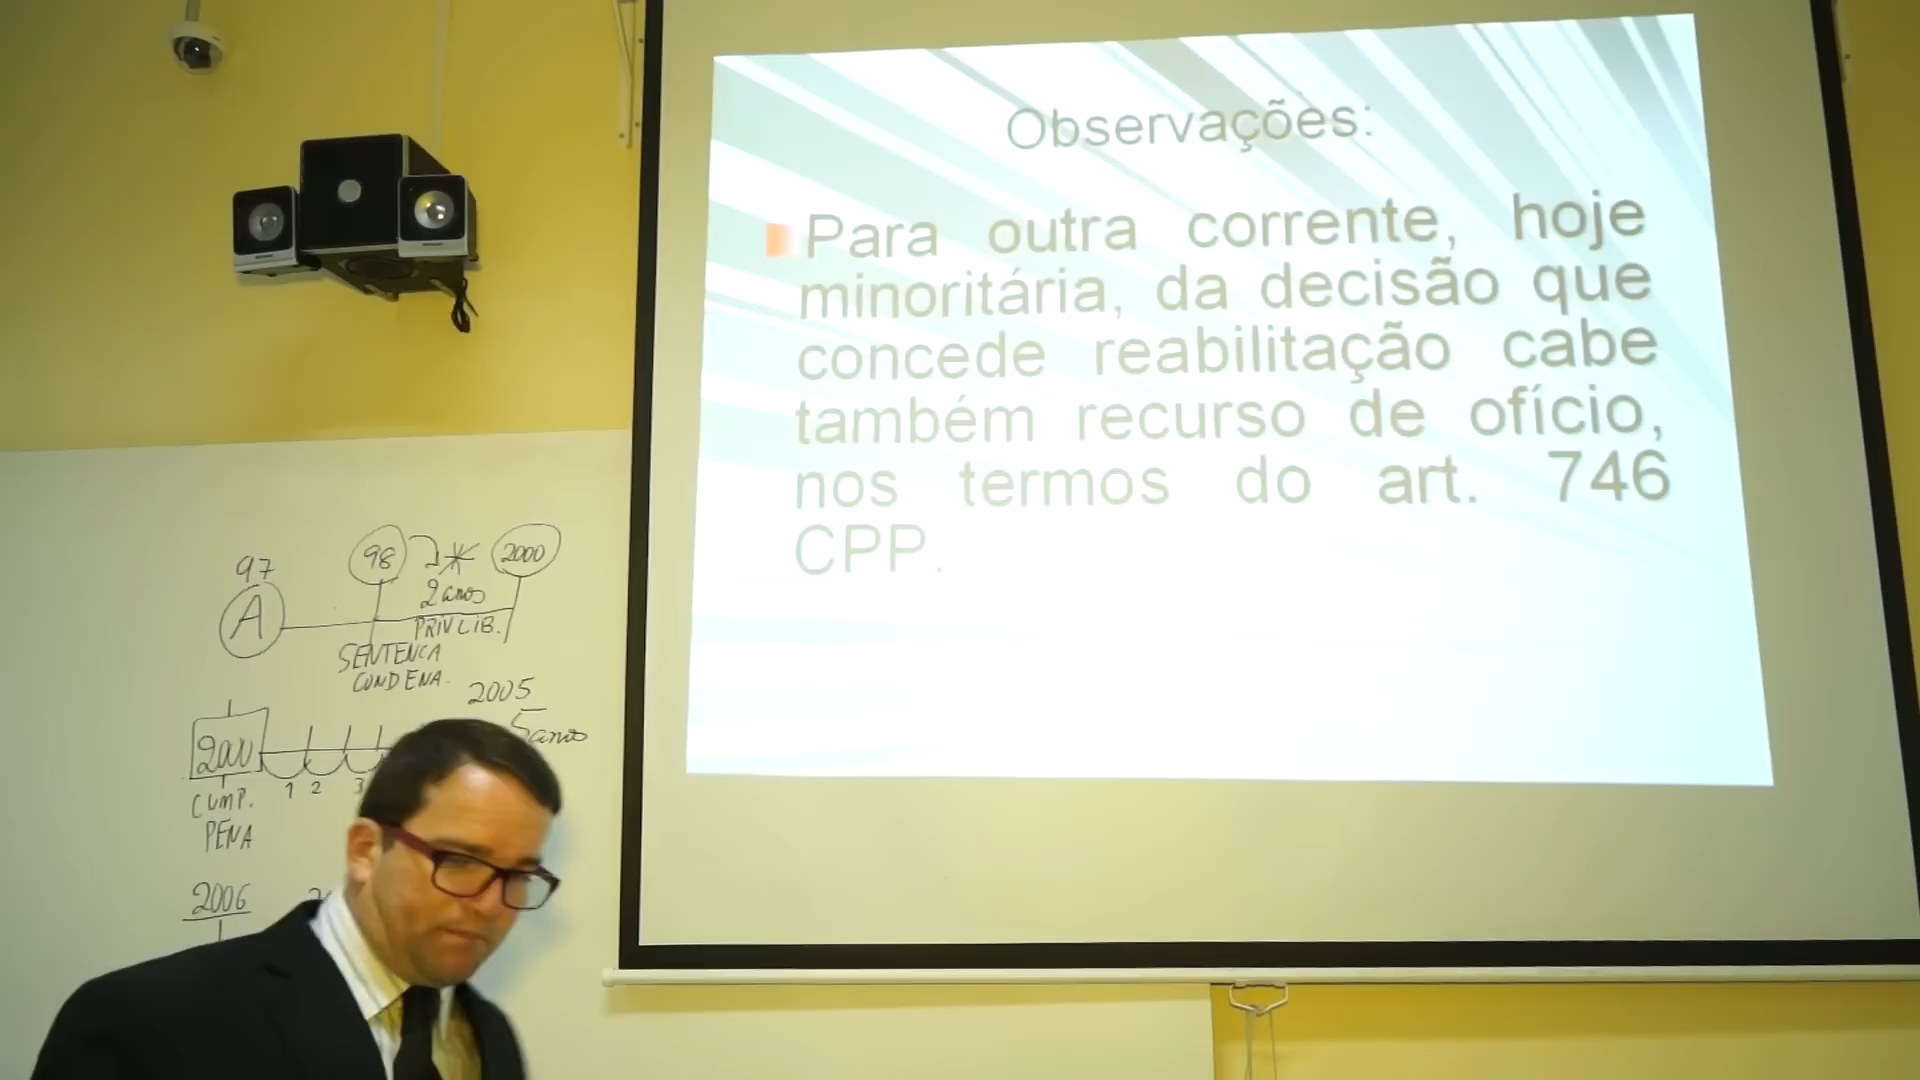 Observações:
Para outra corrente, hoje
minoritária, da decisão que
concede reabilitação cabe
também recurso de ofício,
nos termos do art. 746
CPP.
97
98
2000
A
2 anos
PRIV LIB.
SENTENCA
CONDENA.
2005
5 anos
2000
1 2 3
CUMP.
PENA
2006